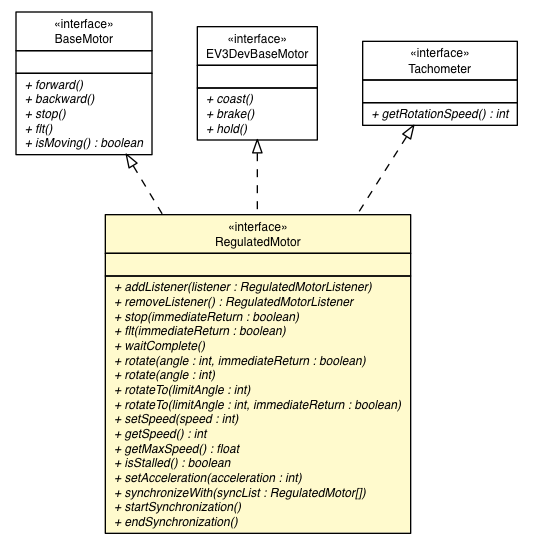 «interface»
BaseMotor
+ forward()
+ backward()
+ stop()
+ flt()
+ isMoving() : boolean
«interface»
EV3DevBaseMotor
+ coast()
+ brake()
+ hold()
«interface»
Tachometer
+ getRotationSpeed() : int
«interface»
RegulatedMotor
+ addListener(listener : RegulatedMotorListener)
+ removeListener() : RegulatedMotorListener
+ stop(immediateReturn : boolean)
+ flt(immediateReturn : boolean)
+ waitComplete()
+ rotate(angle : int, immediateReturn : boolean)
+ rotate(angle : int)
+ rotateTo(limitAngle : int)
+ rotateTo(limitAngle : int, immediateReturn : boolean)
+ setSpeed(speed : int)
+ getSpeed() : int
+ getMaxSpeed() : float
+ isStalled() : boolean
+ setAcceleration(acceleration : int)
+ synchronizeWith(syncList : RegulatedMotor[])
+ startSynchronization()
+ endSynchronization()